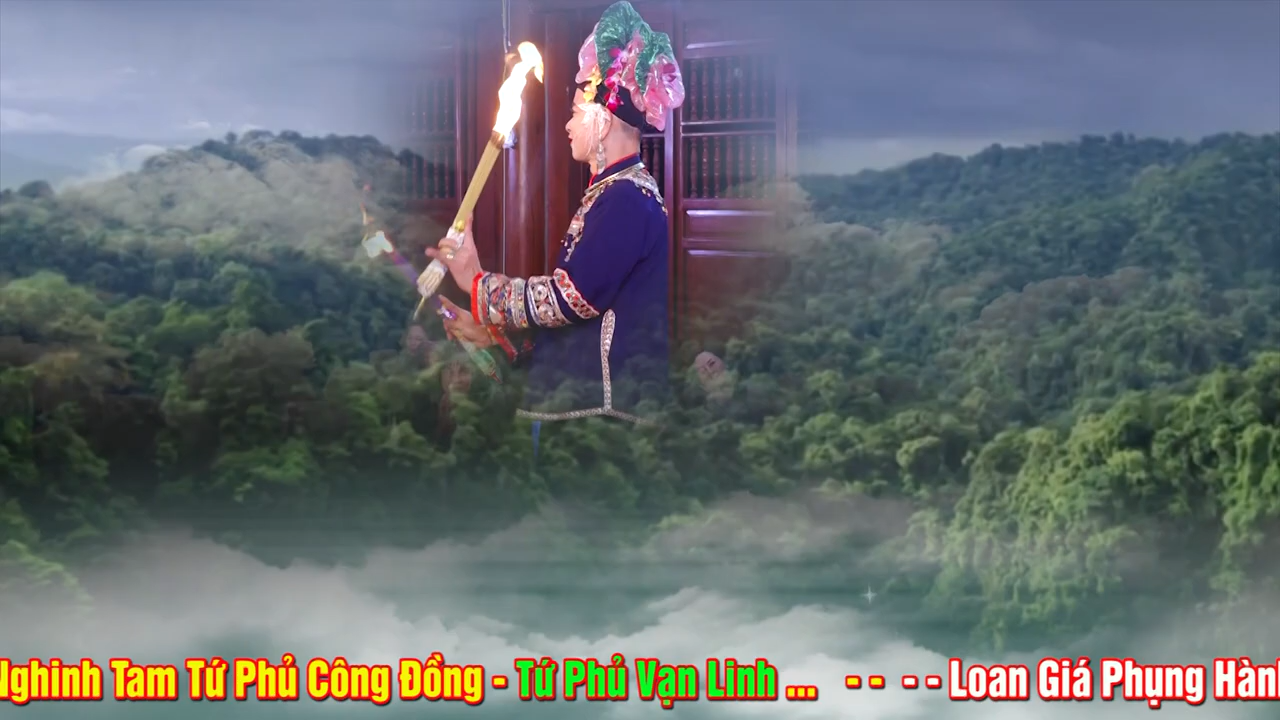 Nghinh Tam Tứ Phủ Công Đồng - Tứ Phủ Vạn Linh ... - - - - Loan Giá Phụng Hành